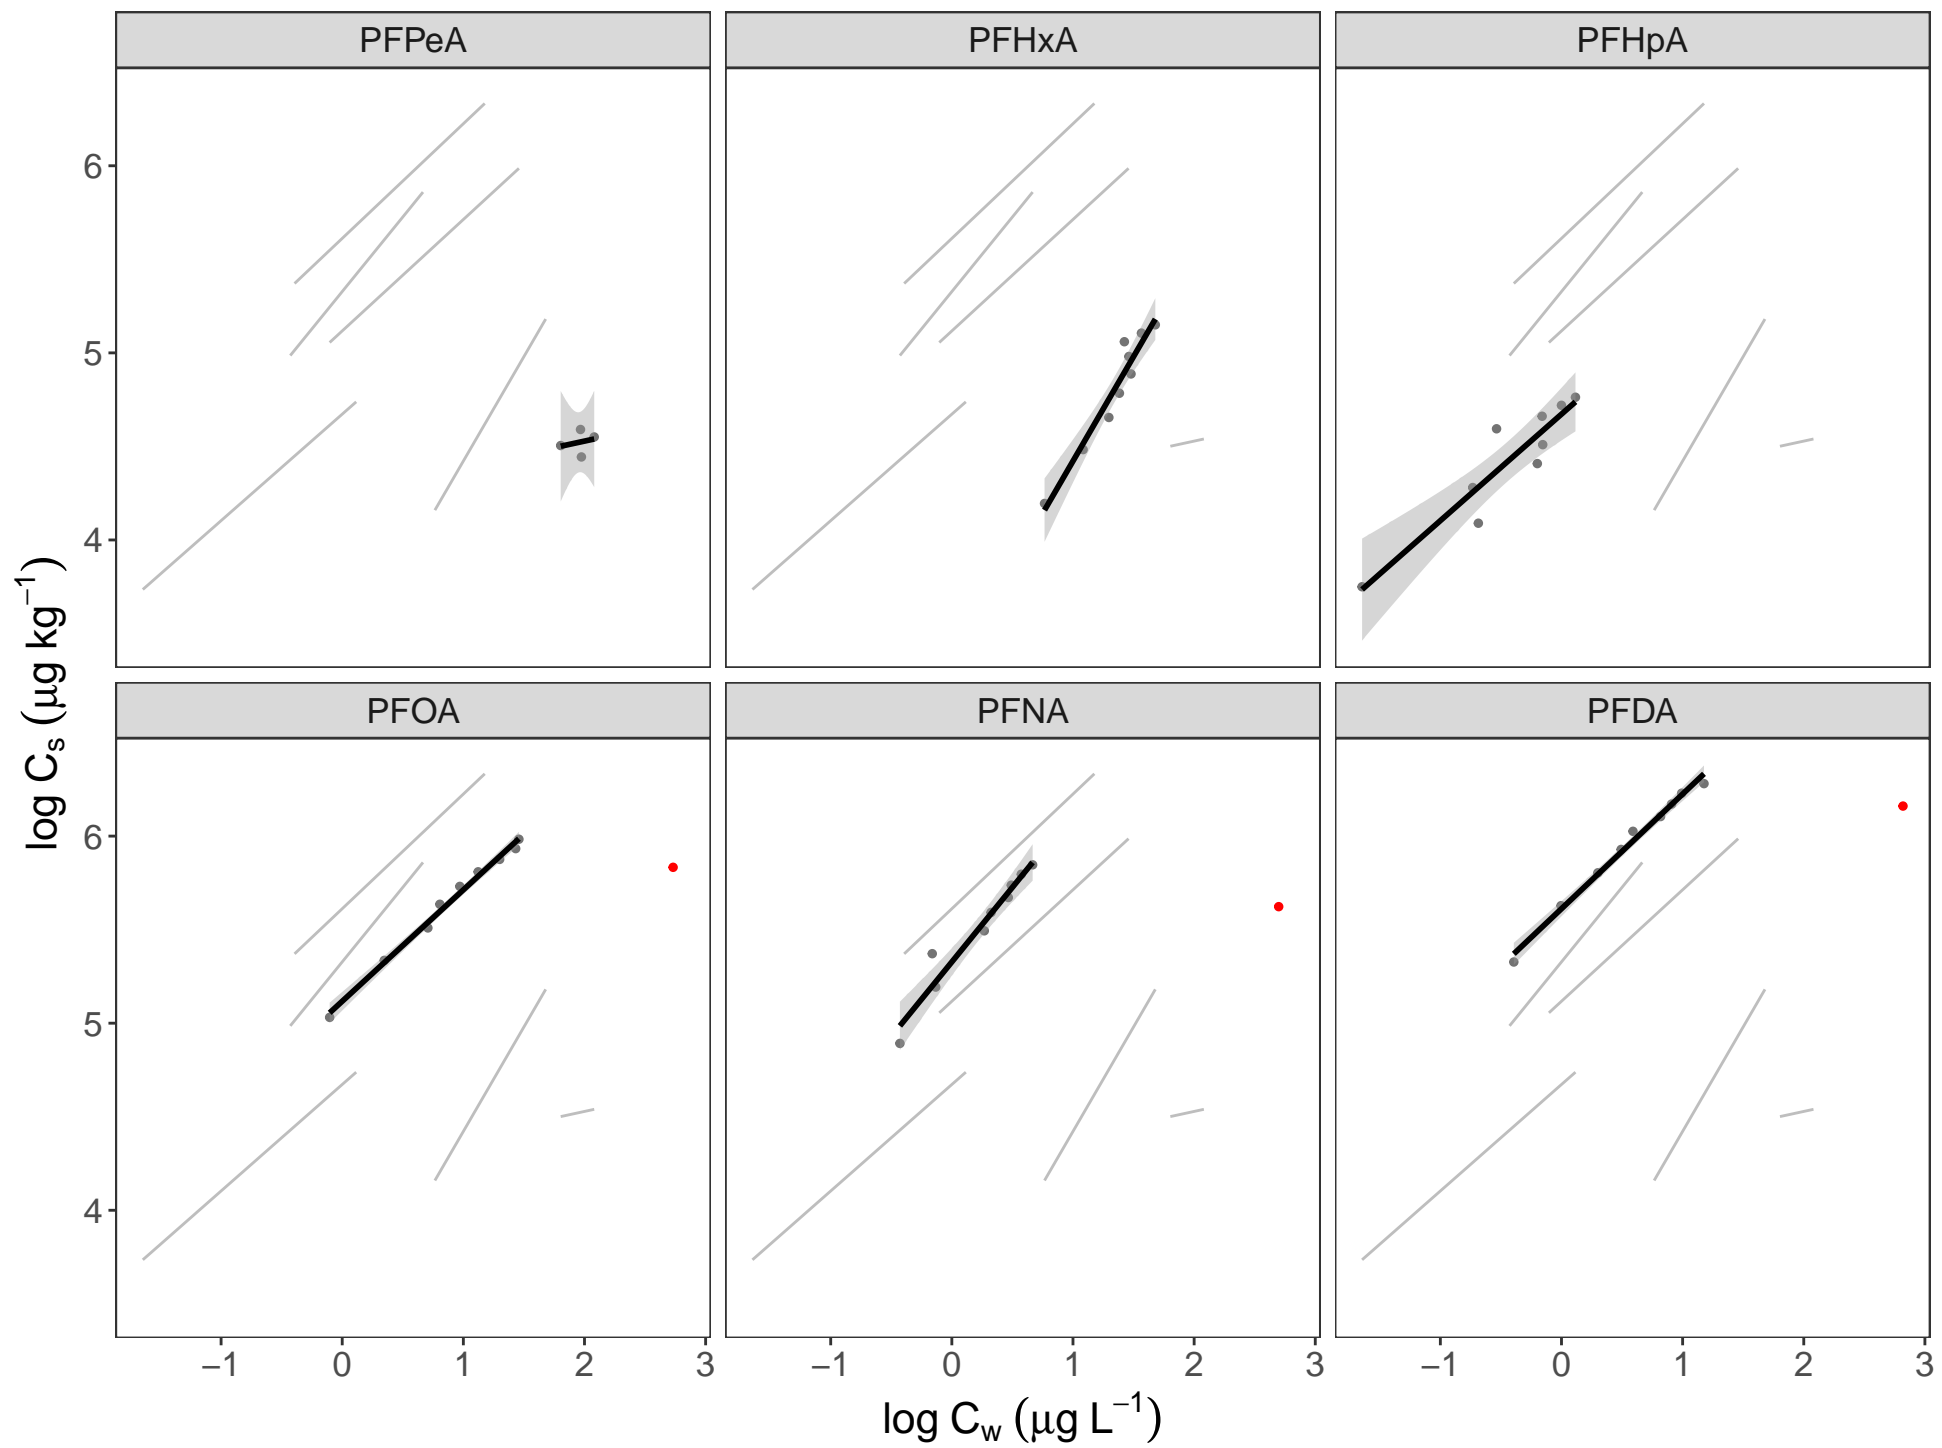 PFPeA PFHxA PFHpA
6
5
4
PFOA PFNA PFDA
6
5
4
−1 0 1 2 3 −1 0 1 2 3 −1 0 1 2 3
log Cw (μg L−1)
log Cs (μg kg−1)